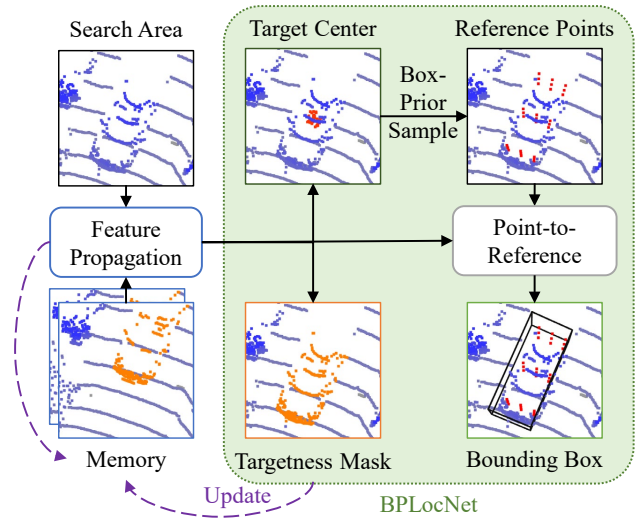 Search Area
Target Center
Reference Points
Box-
Prior
Sample
Feature
Propagation
Point-to-
Reference
Memory
Targetness Mask
Bounding Box
Update
BPLocNet